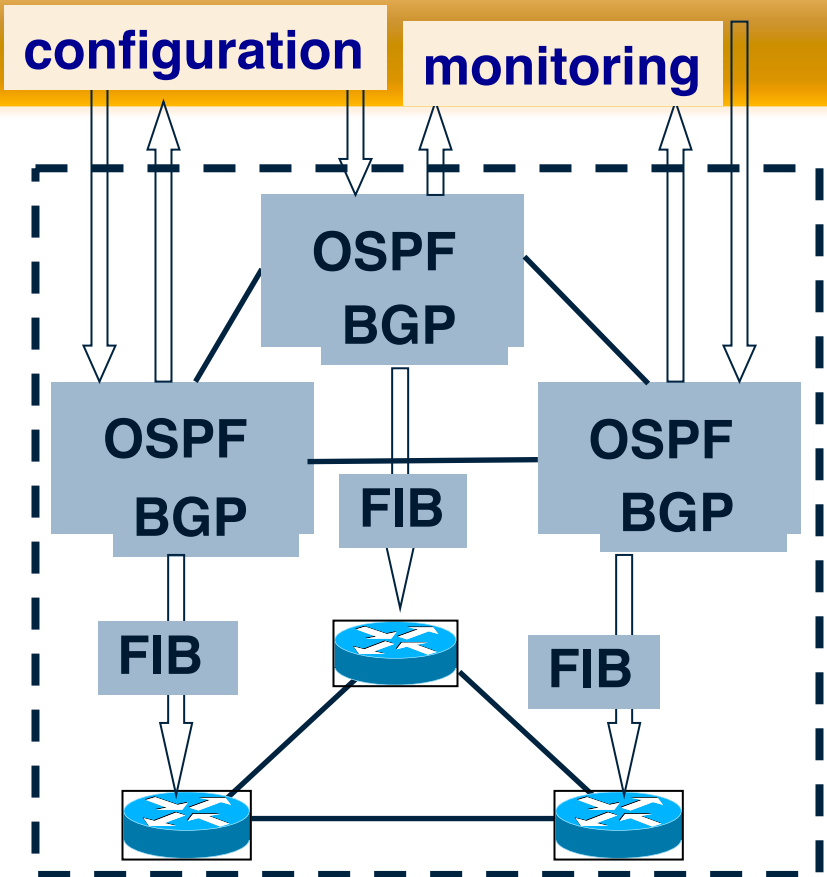 configuration
monitoring
OSPF
BGP
OSPF
BGP
OSPF
BGP
FIB
FIB
FIB